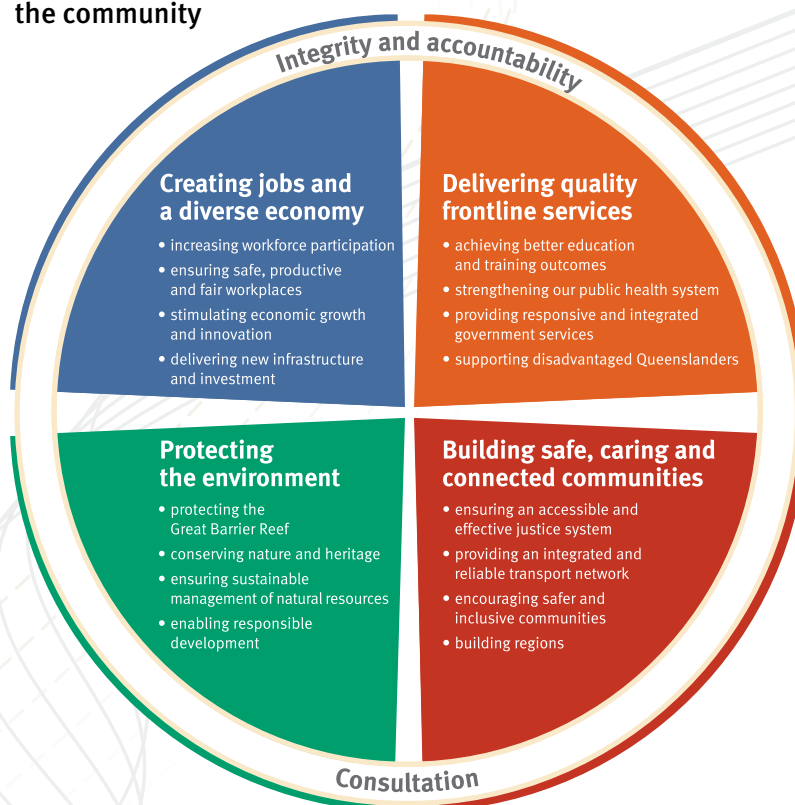 the community
Integrity and accountability
Creating jobs and
a diverse economy
• increasing workforce participation
• ensuring safe, productive
and fair workplaces
• stimulating economic growth
and innovation
• delivering new infrastructure
and investment
Delivering quality
frontline services
• achieving better education
and training outcomes
• strengthening our public health system
• providing responsive and integrated
government services
• supporting disadvantaged Queenslanders
Protecting
the environment
• protecting the
Great Barrier Reef
• conserving nature and heritage
• ensuring sustainable
management of natural resources
• enabling responsible
development
Building safe, caring and
connected communities
• ensuring an accessible and
effective justice system
• providing an integrated and
reliable transport network
• encouraging safer and
inclusive communities
• building regions
Consultation